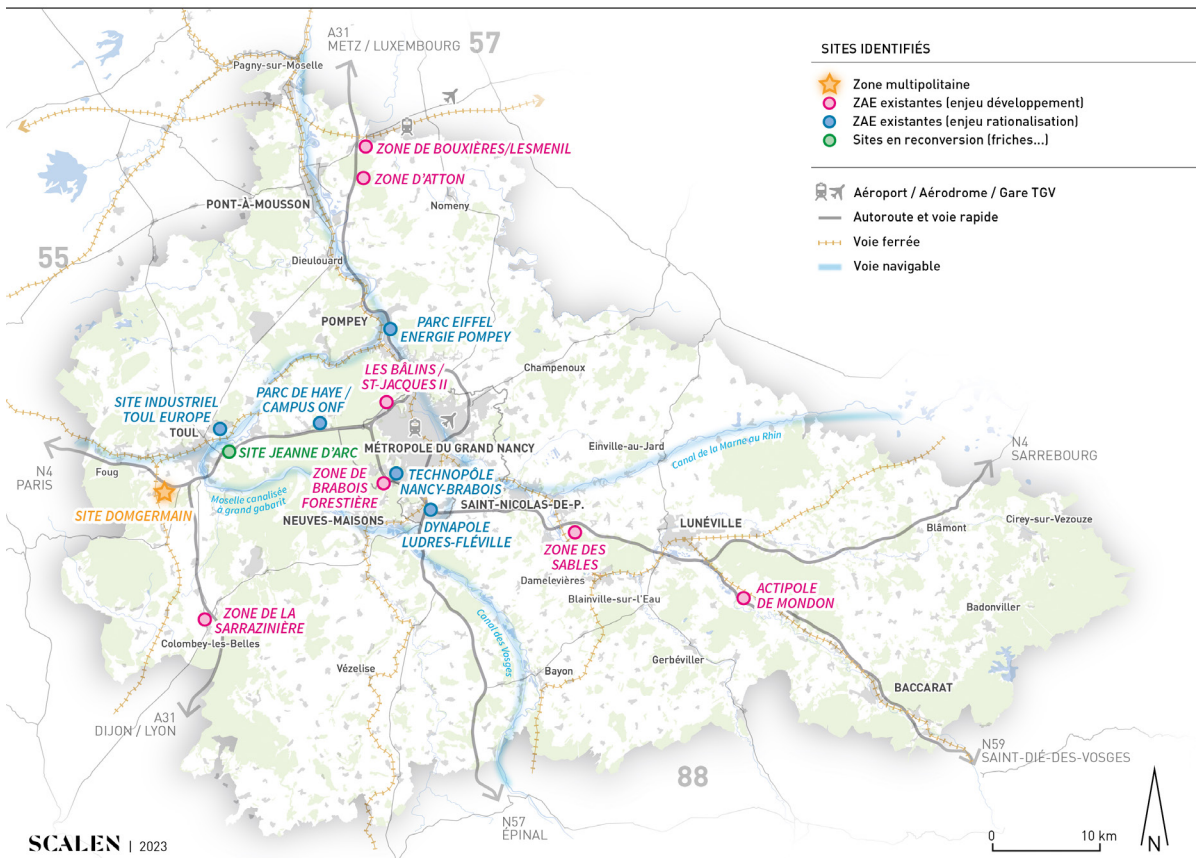 SITES IDENTIFIÉS
Zone multipolitaine
ZAE existantes (enjeu développement)
ZAE existantes (enjeu rationalisation)
Sites en reconversion (friches...)
Aéroport / Aérodrome / Gare TGV
Autoroute et voie rapide
Voie ferrée
Voie navigable
A31
METZ / LUXEMBOURG
57
Pagny-sur-Moselle
ZONE DE BOUXIÈRES/LESMENIL
ZONE D'ATTON
PONT-À-MOUSSON
Nomeny
55
Dieulouard
POMPEY
PARC EIFFEL
ENERGIE POMPEY
LES BÂLINS /
ST-JACQUES II
Champenoux
PARC DE HAYE /
CAMPUS ONF
SITE INDUSTRIEL
TOUL EUROPE
TOUL
SITE JEANNE D'ARC
MÉTROPOLE DU GRAND NANCY
Einville-au-Jard
Canal de la Marne au Rhin
N4
SARREBOURG
N4
PARIS
Foug
Moselle canalisée
à grand gabarit
ZONE DE
BRABOIS
FORESTIÈRE
TECHNOPÔLE
NANCY-BRABOIS
SITE DOMGERMAIN
NEUVES-MAISONS
SAINT-NICOLAS-DE-P.
DYNAPOLE
LUDRES-FLÉVILLE
LUNÉVILLE
Blâmont
Cirey-sur-Vezouze
ZONE DES
SABLES
Damelevières
Blainville-sur-l'Eau
ACTIPOLE
DE MONDON
Badonviller
ZONE DE LA
SARRAZINIÈRE
Colombey-les-Belles
Canal des Vosges
Vézelise
Bayon
Gerbéviller
BACCARAT
A31
DIJON / LYON
N59
SAINT-DIÉ-DES-VOSGES
88
N57
ÉPINAL
0 10 km
N
SCALEN | 2023